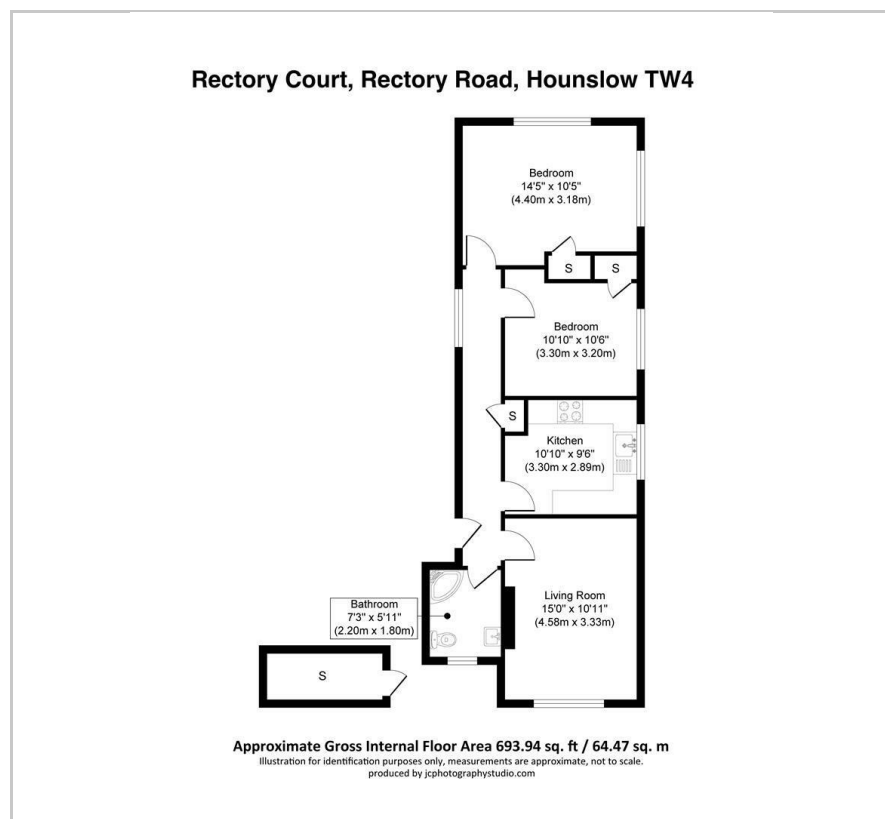 Rectory Court, Rectory Road, Hounslow TW4
Bedroom
14'5" x 10'5"
(4.40m x 3.18m)
S
S
Bedroom
10'10" x 10'6"
(3.30m x 3.20m)
S
Kitchen
10'10" x 9'6"
(3.30m x 2.89m)
Living Room
15'0" x 10'11"
(4.58m x 3.33m)
Bathroom
7'3" x 5'11"
(2.20m x 1.80m)
S
Approximate Gross Internal Floor Area 693.94 sq. ft / 64.47 sq. m
Illustration for identification purposes only, measurements are approximate, not to scale.
produced by jcphotographystudio.com